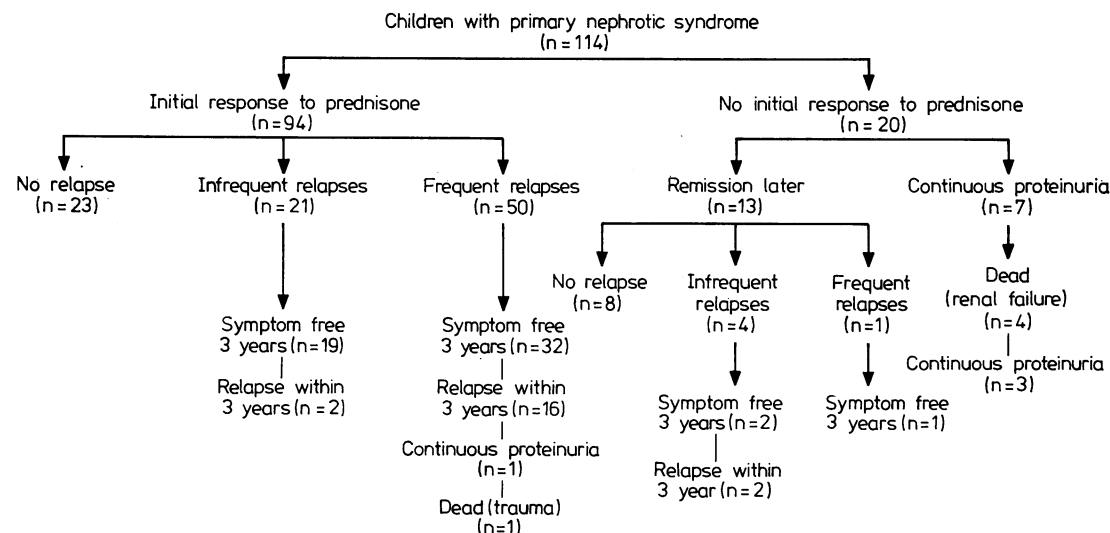 Children with primary nephrotic syndrome
(n=114)
Initial response to prednisone
(n=94)
No initial response to prednisone
(n=20)
No relapse
(n=23)
Infrequent relapses
(n=21)
Frequent relapses
(n=50)
Remission later
(n=13)
Continuous proteinuria
(n=7)
Symptom free
3 years (n=19)
Relapse within
3 years (n=2)
Symptom free
3 years (n=32)
Relapse within
3 years (n=16)
Continuous proteinuria
(n=1)
Dead (trauma)
(n=1)
No relapse
(n=8)
Infrequent
relapses
(n=4)
Frequent
relapses
(n=1)
Symptom free
3 years (n=2)
Relapse within
3 year (n=2)
Symptom free
3 years (n=1)
Dead
(renal failure)
(n=4)
Continuous proteinuria
(n=3)